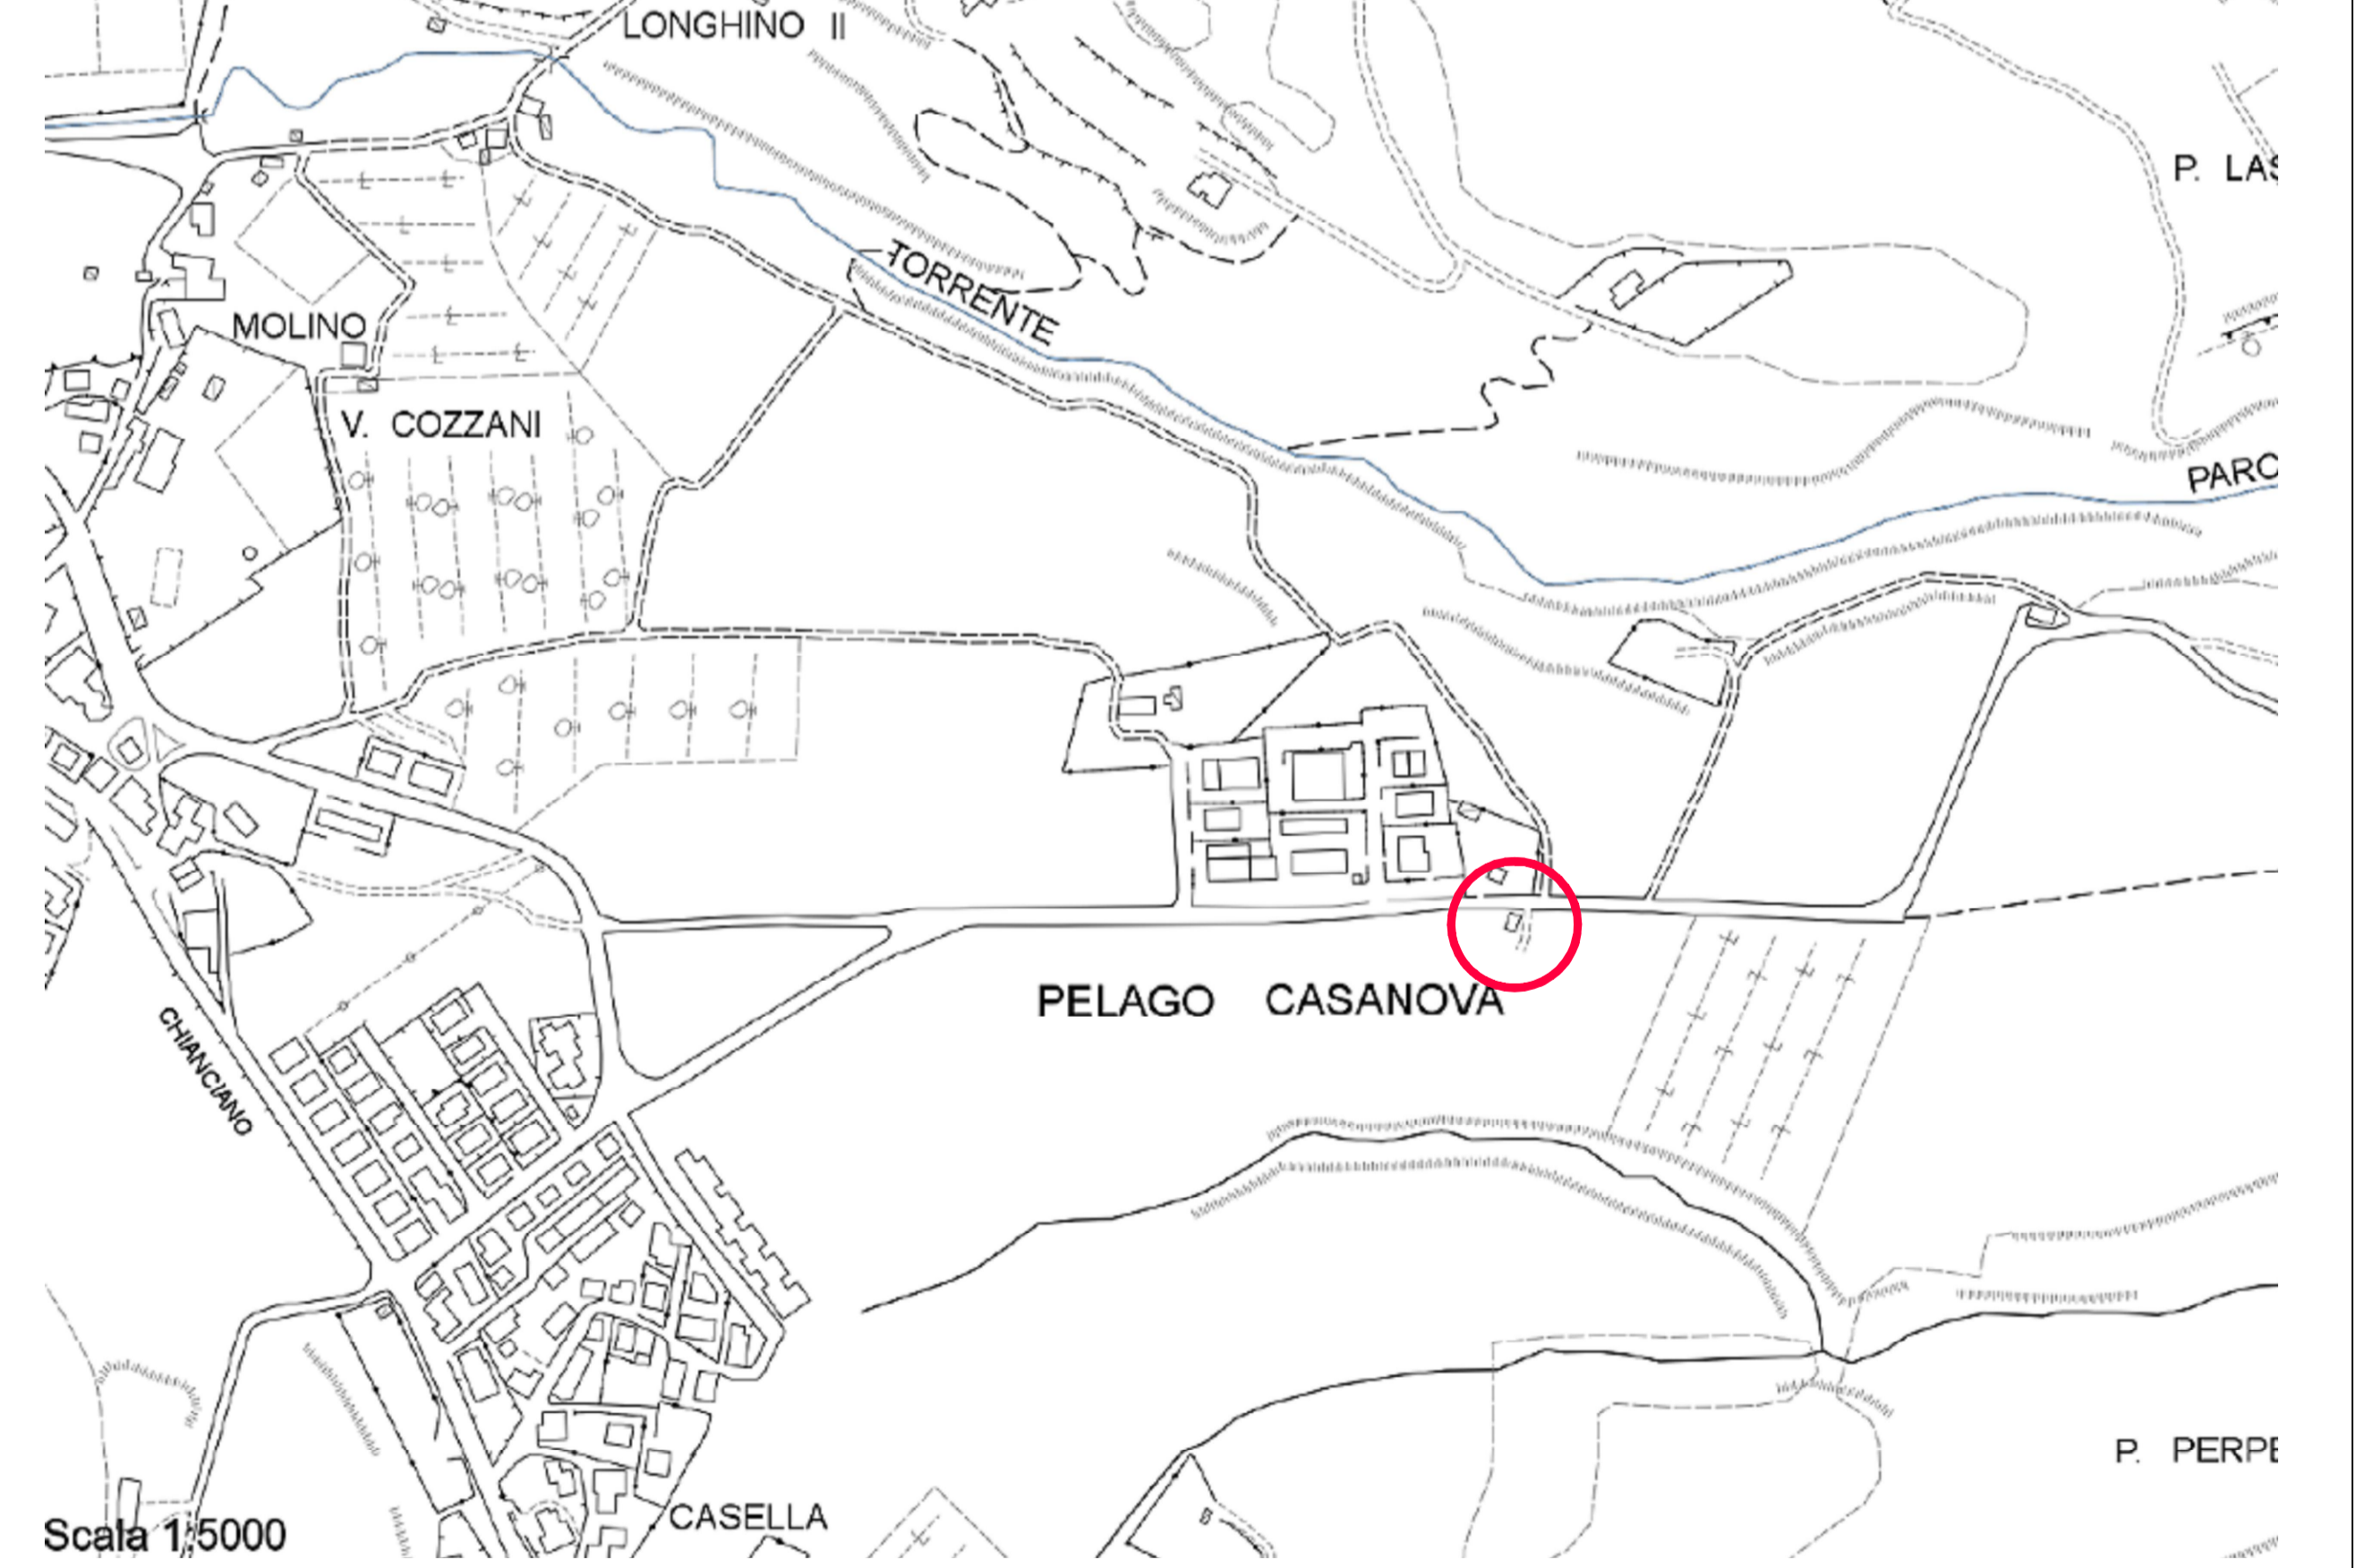 LONGHINO II
P. LAS
TORRENTE
MOLINO
V. COZZANI
PARC
PELAGO CASANOVA
CHIANCIANO
P. PERPE
CASELLA
Scala 1:5000